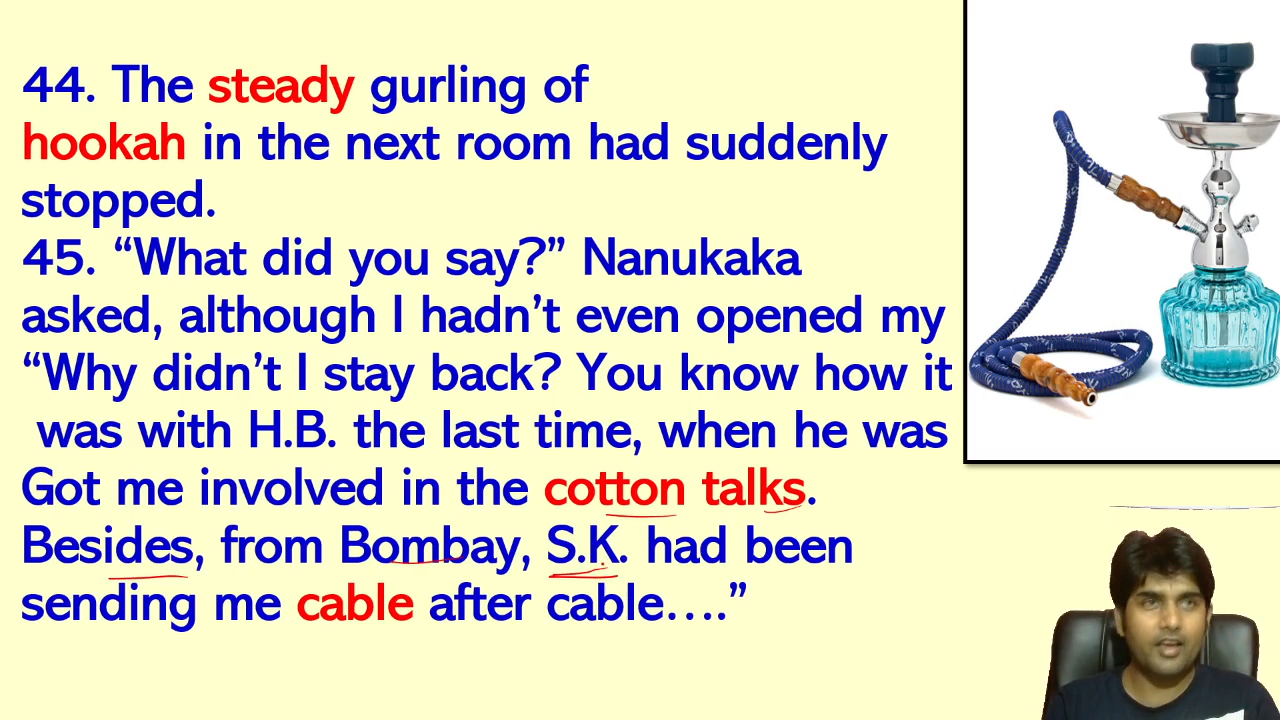 44. The steady gurling of
hookah in the next room had suddenly
stopped.
45. “What did you say?” Nanukaka
asked, although I hadn’t even opened my
“Why didn’t I stay back? You know how it
was with H.B. the last time, when he was
Got me involved in the cotton talks.
Besides, from Bombay, S.K. had been
sending me cable after cable….”